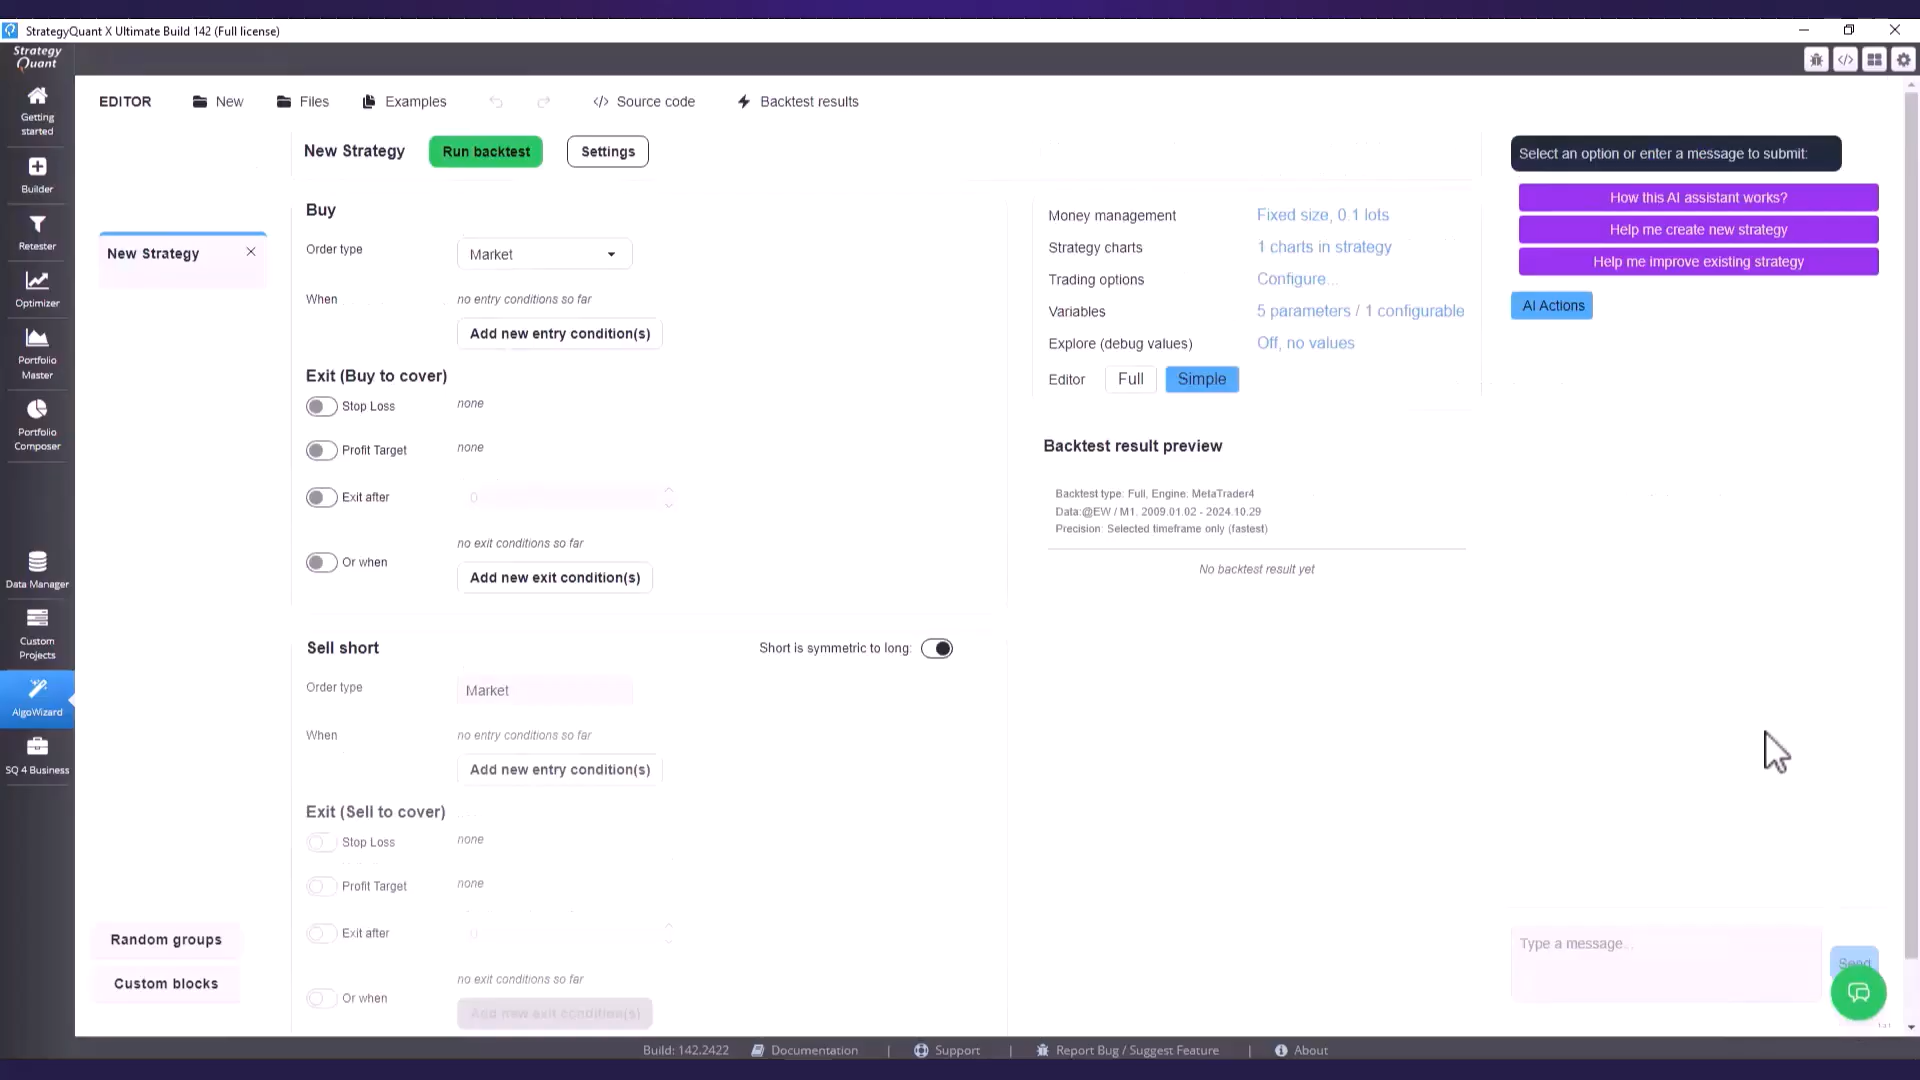 StrategyQuant X Ultimate Build 142 (Full license)
Strategy
Quant
Getting
started
Builder
Retester
Optimizer
Portfolio
Master
Portfolio
Composer
Data Manager
Custom
Projects
AlgoWizard
SQ 4 Business
EDITOR New Files Examples Source code Backtest results
New Strategy
Random groups
Custom blocks
New Strategy Run backtest Settings
Buy
Order type Market
When no entry conditions so far
Add new entry condition(s)
Exit (Buy to cover)
Stop Loss none
Profit Target none
Exit after 0
no exit conditions so far
Or when
Add new exit condition(s)
Sell short Short is symmetric to long:
Order type Market
When no entry conditions so far
Add new entry condition(s)
Exit (Sell to cover)
Stop Loss none
Profit Target none
Exit after 0
no exit conditions so far
Or when
Add new exit condition(s)
Money management Fixed size, 0.1 lots
Strategy charts 1 charts in strategy
Trading options Configure...
Variables 5 parameters / 1 configurable
Explore (debug values) Off, no values
Editor Full Simple
Backtest result preview
Backtest type: Full, Engine: MetaTrader4
Data:@EW / M1, 2009.01.02 - 2024.10.29
Precision: Selected timeframe only (fastest)
No backtest result yet
Select an option or enter a message to submit:
How this AI assistant works?
Help me create new strategy
Help me improve existing strategy
AI Actions
Type a message...
Send
Build: 142.2422 Documentation | Support | Report Bug / Suggest Feature | About